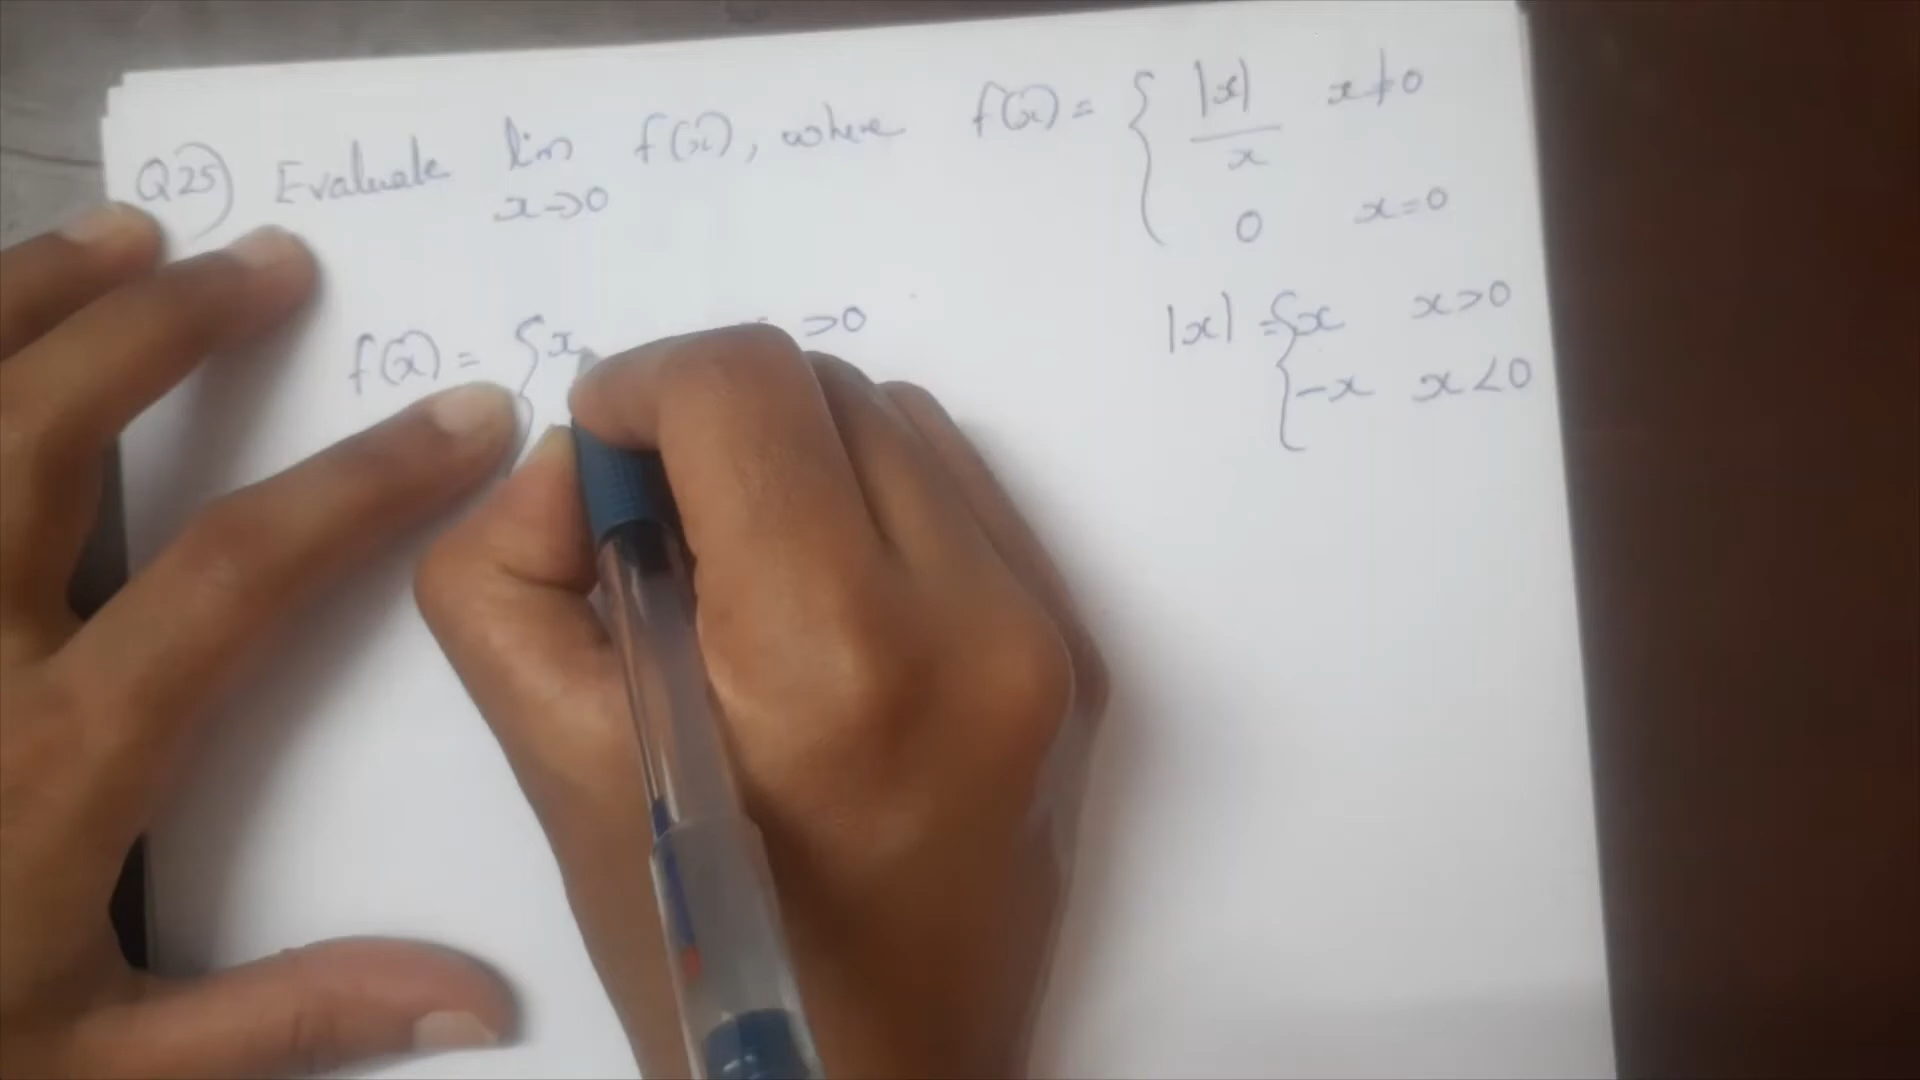 Q25) Evaluate lim f(x), where f(x) = { |x| x≠0
x→0 x
0 x=0
|x| = { x x>0
f(x) = { x >0
-x x<0